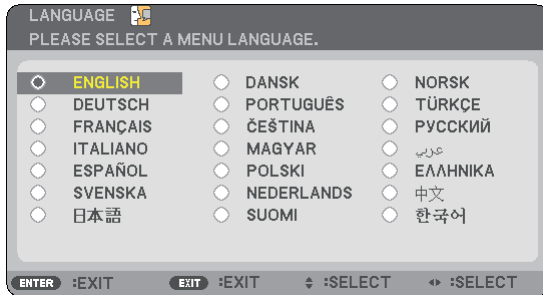 LANGUAGE
PLEASE SELECT A MENU LANGUAGE.
ENGLISH DANSK NORSK
DEUTSCH PORTUGUÊS TÜRKÇE
FRANÇAIS ČEŠTINA РУССКИЙ
ITALIANO MAGYAR عربي
ESPAÑOL POLSKI ΕΛΛΗΝΙΚΑ
SVENSKA NEDERLANDS 中文
日本語 SUOMI 한국어
ENTER :EXIT EXIT :EXIT :SELECT :SELECT